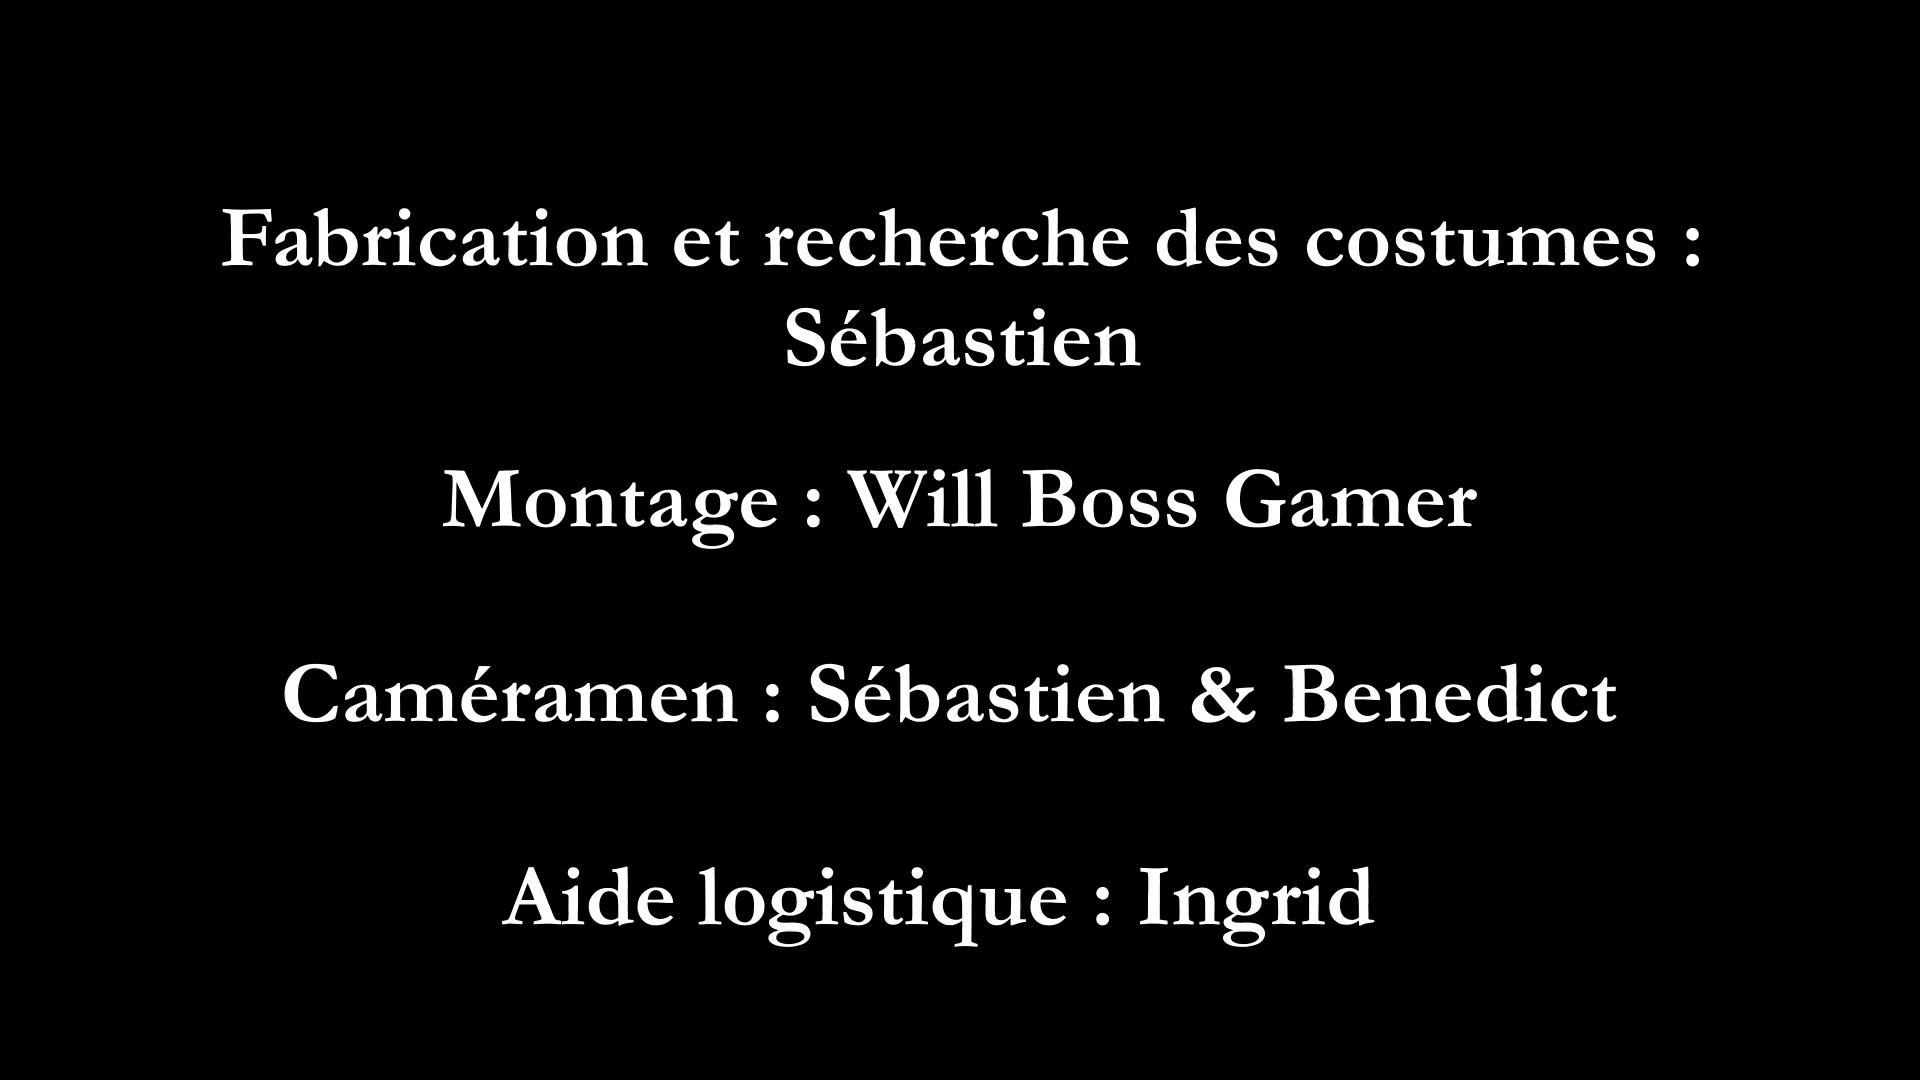 Fabrication et recherche des costumes :
Sébastien
Montage : Will Boss Gamer
Caméramen : Sébastien & Benedict
Aide logistique : Ingrid